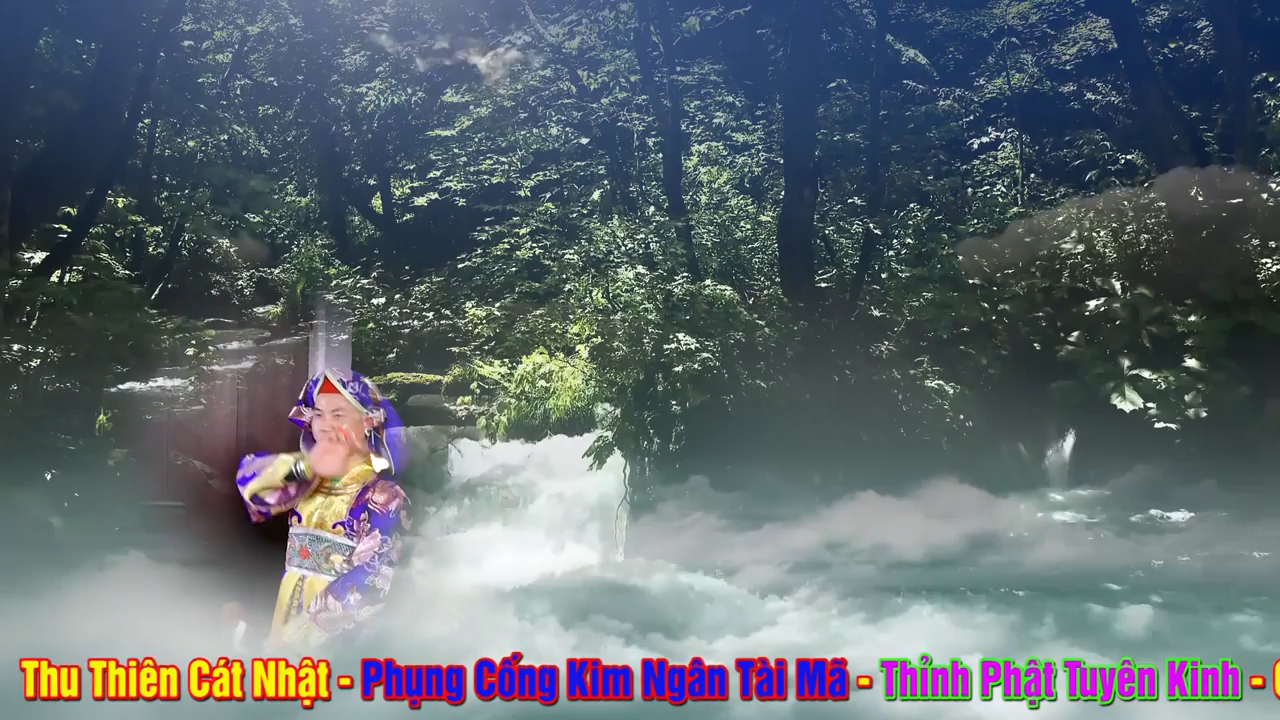 Thu Thiên Cát Nhật - Phụng Cống Kim Ngân Tài Mã - Thỉnh Phật Tuyên Kinh -